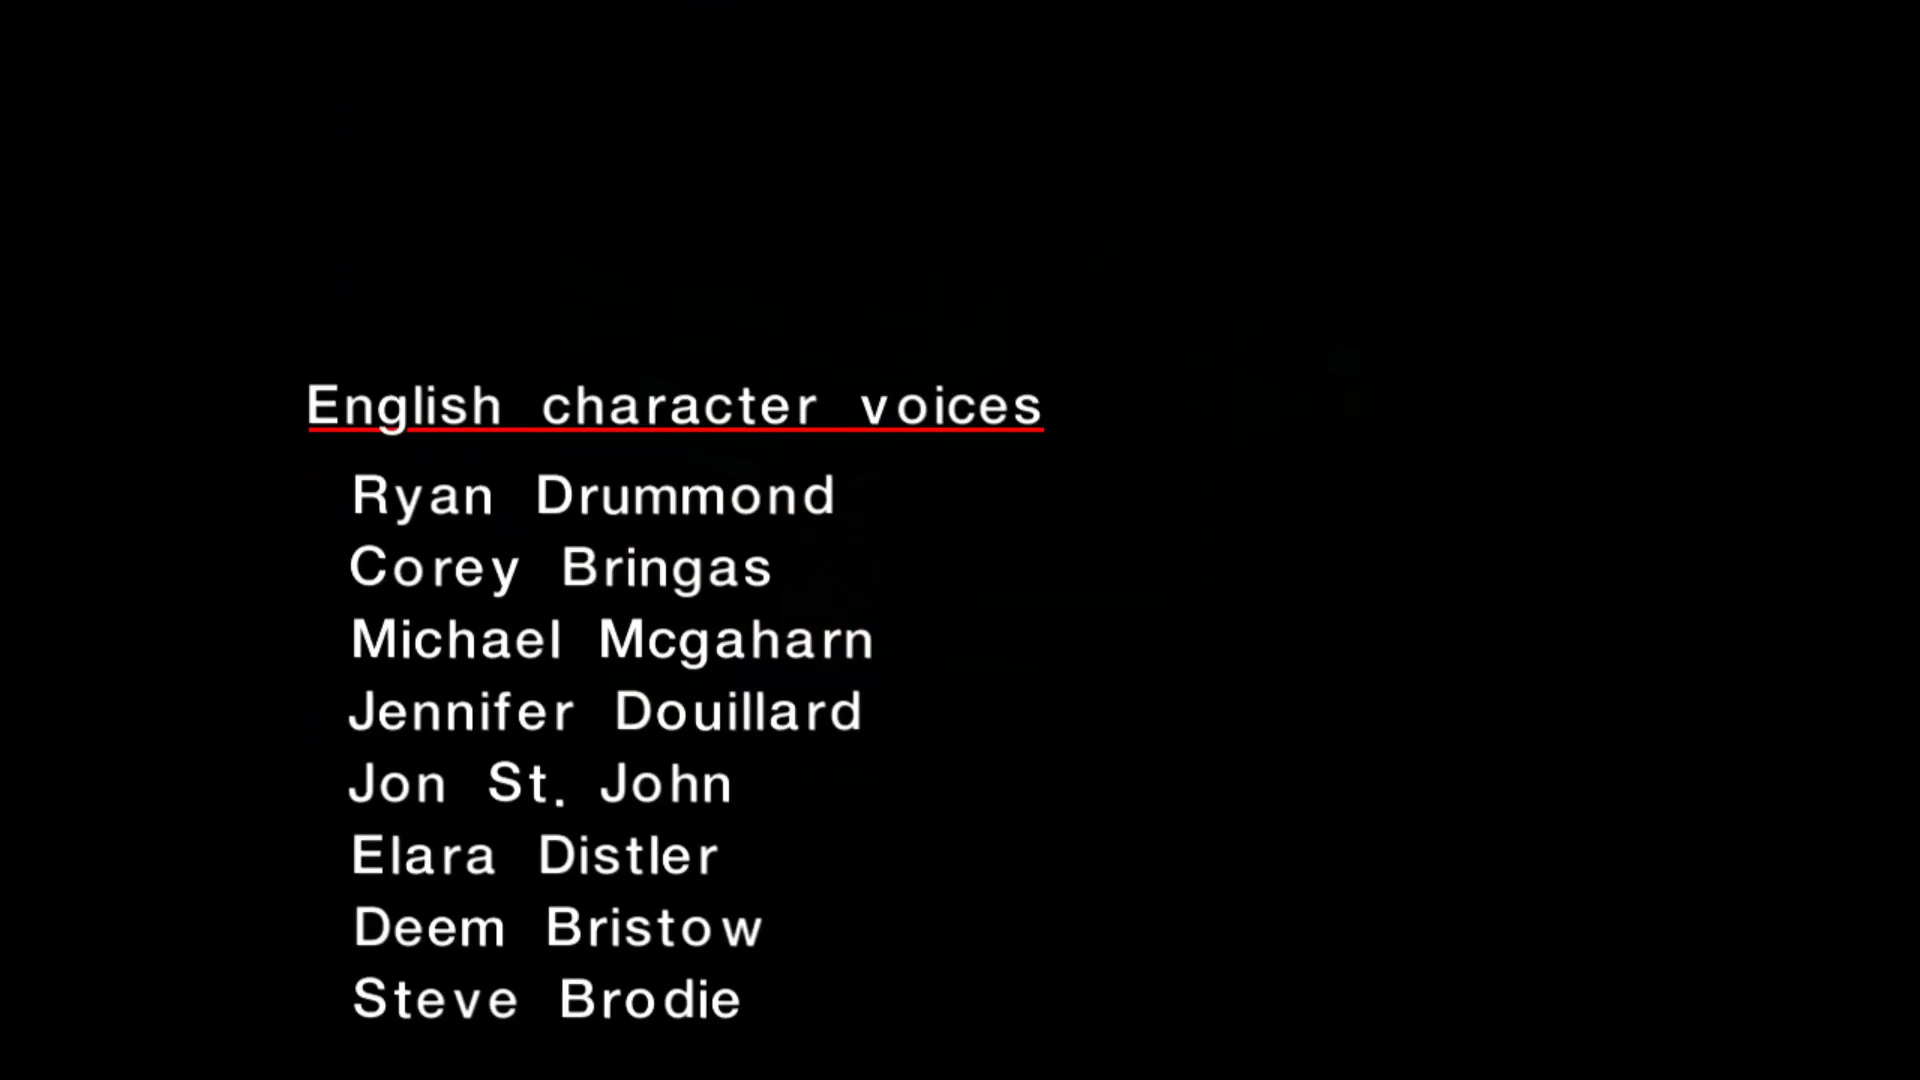 English character voices
Ryan Drummond
Corey Bringas
Michael Mcgaharn
Jennifer Douillard
Jon St. John
Elara Distler
Deem Bristow
Steve Brodie